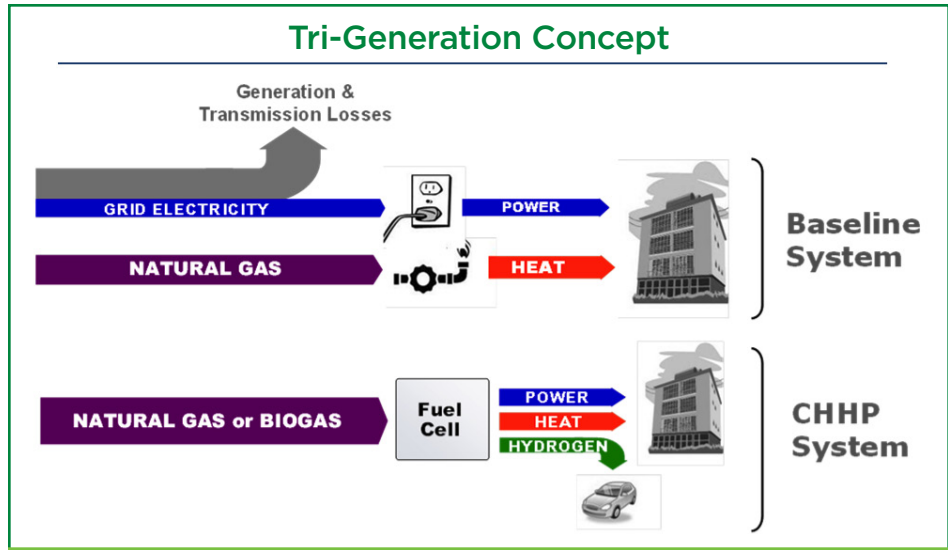 Tri-Generation Concept
Generation &
Transmission Losses
GRID ELECTRICITY
POWER
NATURAL GAS
HEAT
Baseline
System
NATURAL GAS or BIOGAS
Fuel
Cell
POWER
HEAT
HYDROGEN
CHHP
System